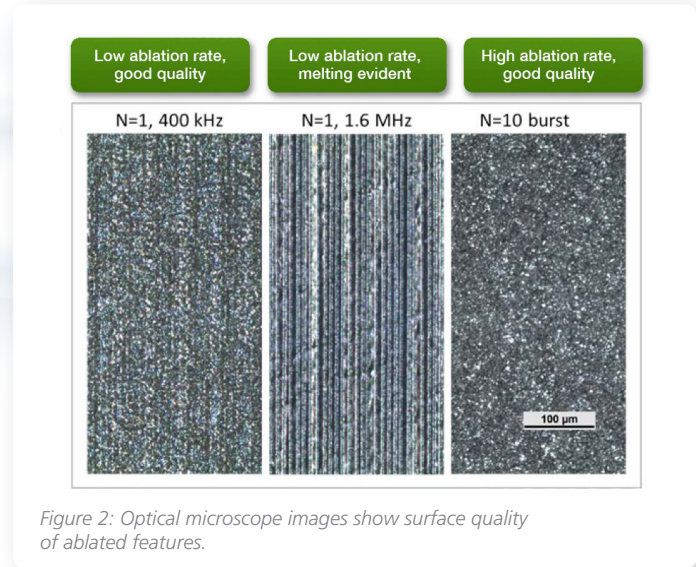 Low ablation rate,
good quality
Low ablation rate,
melting evident
High ablation rate,
good quality
N=1, 400 kHz
N=1, 1.6 MHz
N=10 burst
100 µm
Figure 2: Optical microscope images show surface quality
of ablated features.